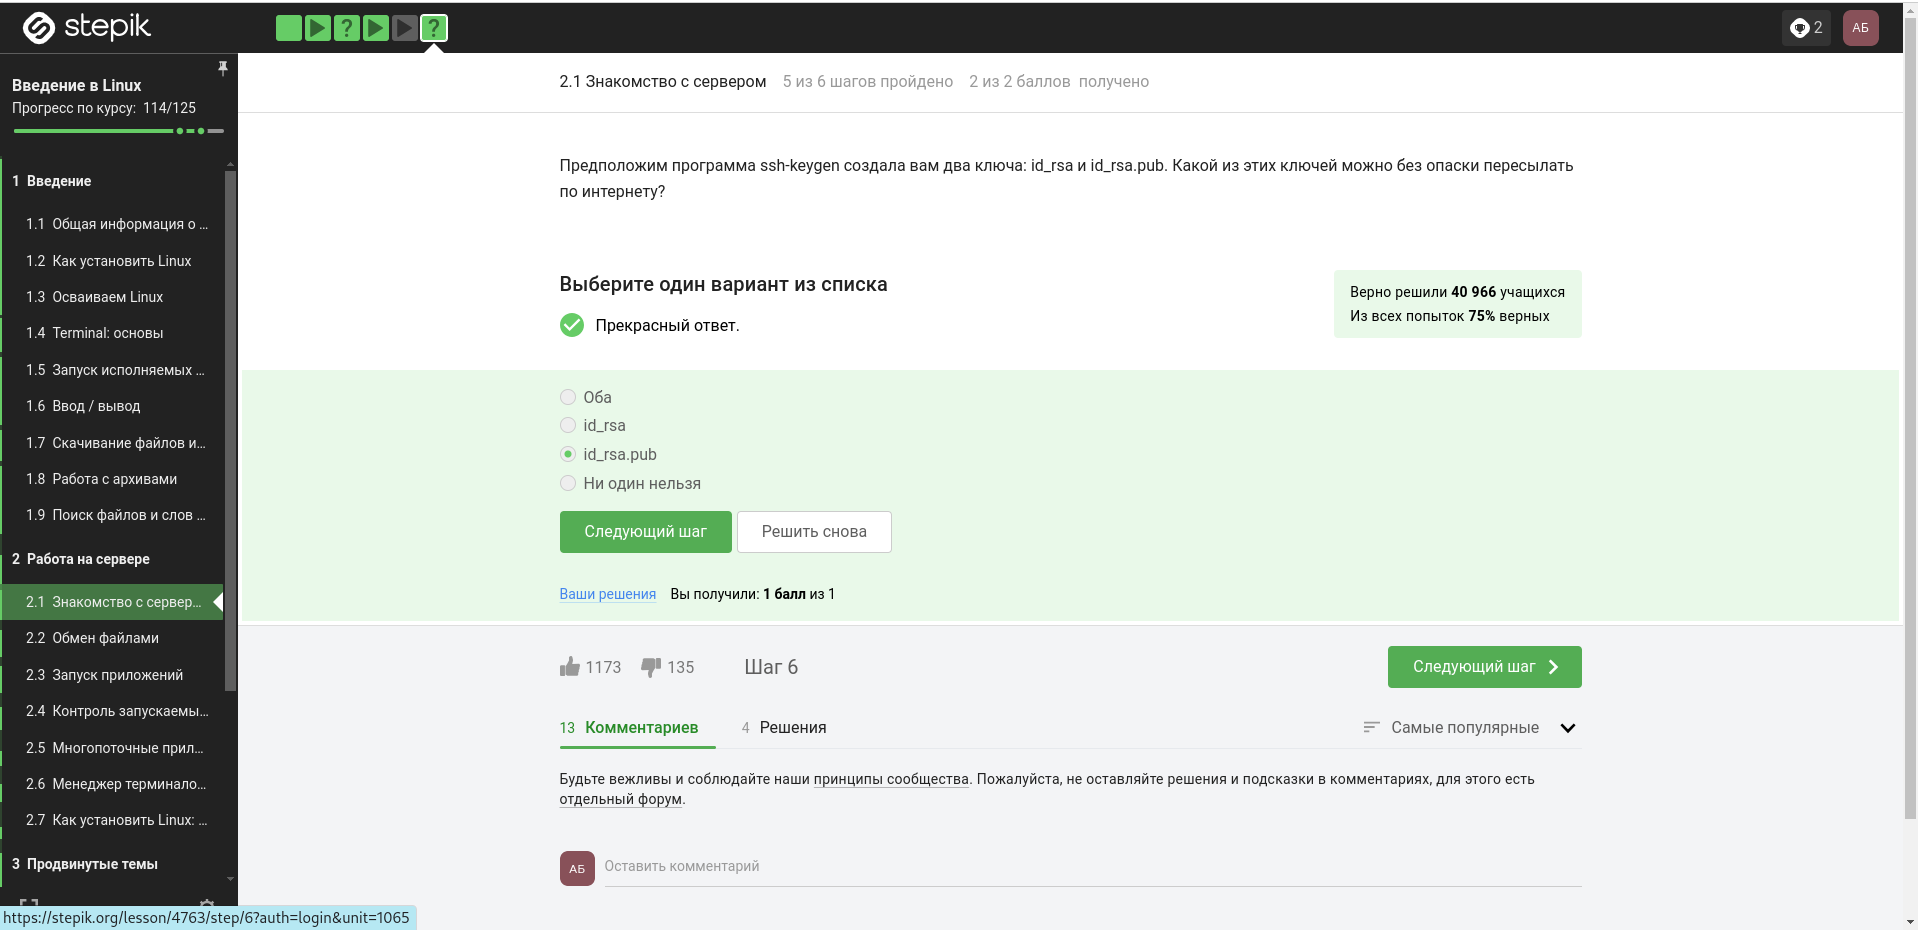 stepik
?
?
2
АБ
Введение в Linux
Прогресс по курсу: 114/125
1 Введение
1.1 Общая информация о ...
1.2 Как установить Linux
1.3 Осваиваем Linux
1.4 Terminal: основы
1.5 Запуск исполняемых ...
1.6 Ввод / вывод
1.7 Скачивание файлов и...
1.8 Работа с архивами
1.9 Поиск файлов и слов ...
2 Работа на сервере
2.1 Знакомство с сервер...
2.2 Обмен файлами
2.3 Запуск приложений
2.4 Контроль запускаемы...
2.5 Многопоточные прил...
2.6 Менеджер терминало...
2.7 Как установить Linux: ...
3 Продвинутые темы
https://stepik.org/lesson/4763/step/6?auth=login&unit=1065
2.1 Знакомство с сервером 5 из 6 шагов пройдено 2 из 2 баллов получено
Предположим программа ssh-keygen создала вам два ключа: id_rsa и id_rsa.pub. Какой из этих ключей можно без опаски пересылать
по интернету?
Выберите один вариант из списка
Прекрасный ответ.
Верно решили 40 966 учащихся
Из всех попыток 75% верных
Оба
id_rsa
id_rsa.pub
Ни один нельзя
Следующий шаг Решить снова
Ваши решения Вы получили: 1 балл из 1
1173 135 Шаг 6 Следующий шаг
13 Комментариев 4 Решения Самые популярные
Будьте вежливы и соблюдайте наши принципы сообщества. Пожалуйста, не оставляйте решения и подсказки в комментариях, для этого есть
отдельный форум.
АБ Оставить комментарий